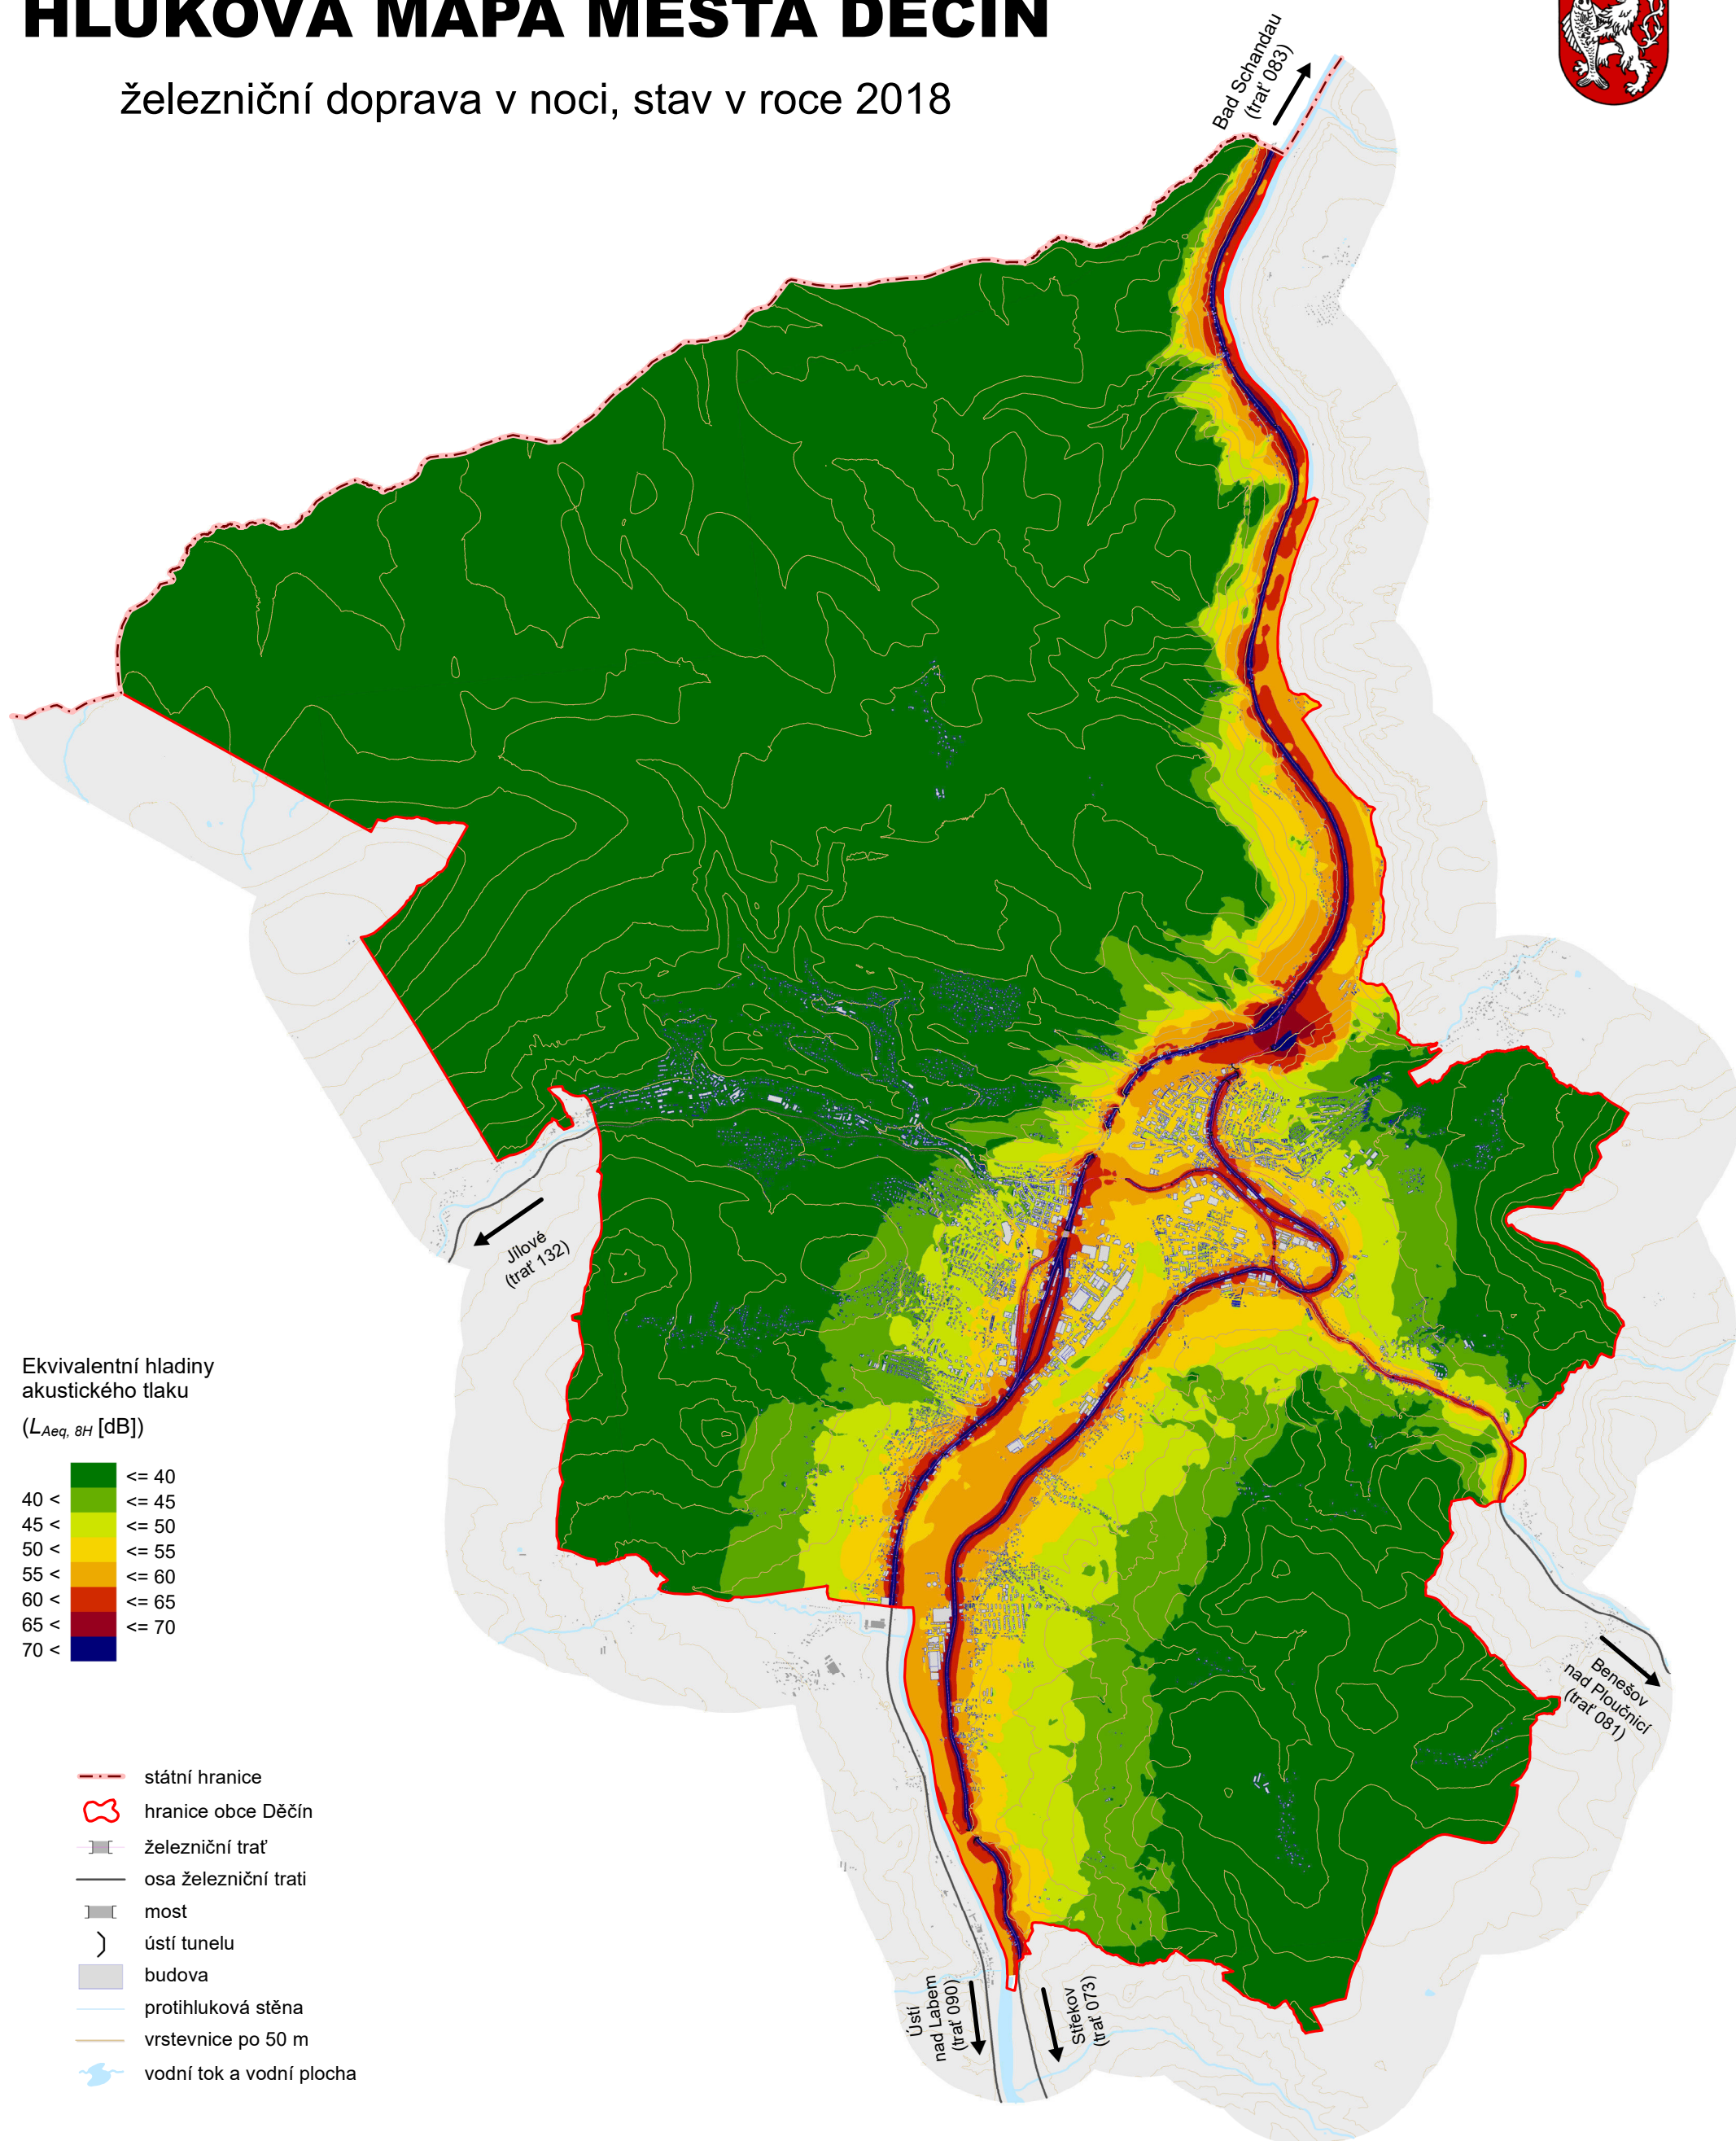 HLUKOVÁ MAPA MĚSTA DĚČÍN
železniční doprava v noci, stav v roce 2018
Bad Schandau
(trať 083)
Jílové
(trať 132)
Ekvivalentní hladiny
akustického tlaku
(LAeq, 8H [dB])
<= 40
40 < <= 45
45 < <= 50
50 < <= 55
55 < <= 60
60 < <= 65
65 < <= 70
70 <
Benešov
nad Ploučnicí
(trať 081)
státní hranice
hranice obce Děčín
železniční trať
osa železniční trati
most
ústí tunelu
budova
protihluková stěna
vrstevnice po 50 m
vodní tok a vodní plocha
Ústí
nad Labem
(trať 090)
Střekov
(trať 073)